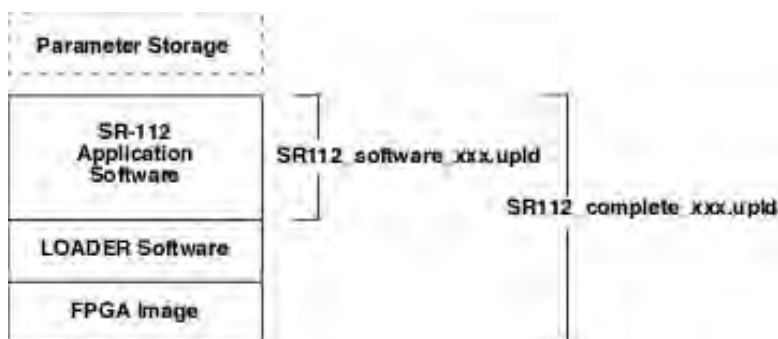 Parameter Storage
SR-112
Application
Software
SR112_software_xxx.upld
SR112_complete_xxx.upld
LOADER Software
FPGA Image